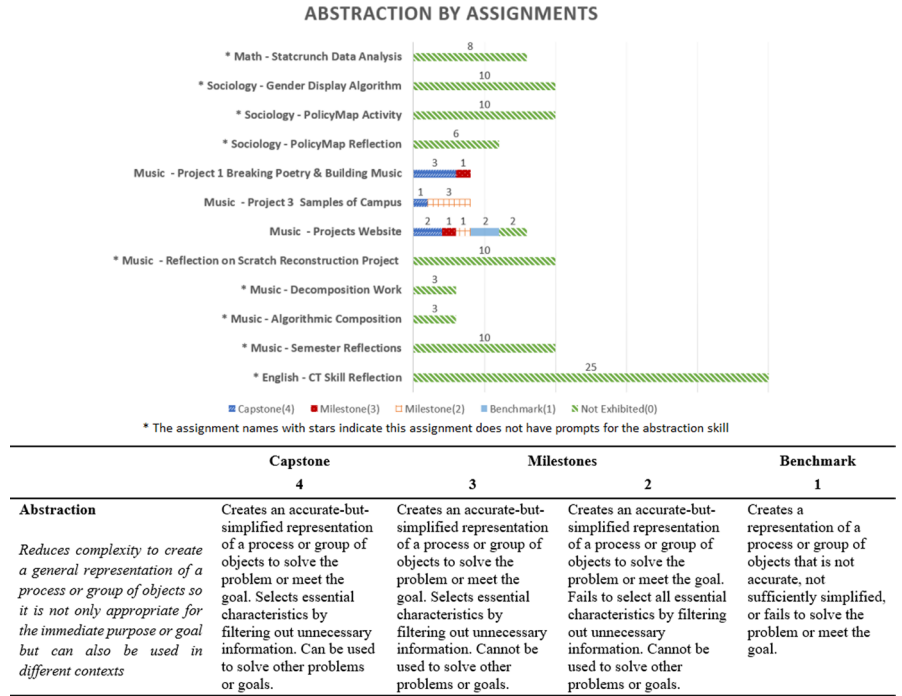 ABSTRACTION BY ASSIGNMENTS
8
* Math - Statcrunch Data Analysis
10
* Sociology - Gender Display Algorithm
10
* Sociology - PolicyMap Activity
6
* Sociology - PolicyMap Reflection
3 1
Music - Project 1 Breaking Poetry & Building Music
1 3
Music - Project 3 Samples of Campus
2 1 1 2 2
Music - Projects Website
10
* Music - Reflection on Scratch Reconstruction Project
3
* Music - Decomposition Work
3
* Music - Algorithmic Composition
10
* Music - Semester Reflections
25
* English - CT Skill Reflection
Capstone(4) Milestone(3) Milestone(2) Benchmark(1) Not Exhibited(0)
* The assignment names with stars indicate this assignment does not have prompts for the abstraction skill
Capstone Milestones Benchmark
4 3 2 1
Abstraction
Reduces complexity to create
a general representation of a
process or group of objects so
it is not only appropriate for
the immediate purpose or goal
but can also be used in
different contexts
Creates an accurate-but-
simplified representation
of a process or group of
objects to solve the
problem or meet the
goal. Selects essential
characteristics by
filtering out unnecessary
information. Can be used
to solve other problems
or goals.
Creates an accurate-but-
simplified representation
of a process or group of
objects to solve the
problem or meet the
goal. Selects essential
characteristics by
filtering out unnecessary
information. Cannot be
used to solve other
problems or goals.
Creates an accurate-but-
simplified representation
of a process or group of
objects to solve the
problem or meet the goal.
Fails to select all essential
characteristics by filtering
out unnecessary
information. Cannot be
used to solve other
problems or goals.
Creates a
representation of a
process or group of
objects that is not
accurate, not
sufficiently simplified,
or fails to solve the
problem or meet the
goal.